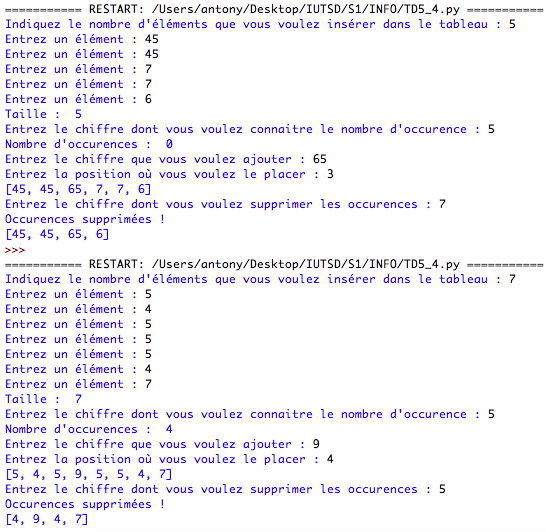 =========== RESTART: /Users/antony/Desktop/IUTSD/S1/INFO/TD5_4.py ===========
Indiquez le nombre d'éléments que vous voulez insérer dans le tableau : 5
Entrez un élément : 45
Entrez un élément : 45
Entrez un élément : 7
Entrez un élément : 7
Entrez un élément : 6
Taille :  5
Entrez le chiffre dont vous voulez connaitre le nombre d'occurence : 5
Nombre d'occurences :  0
Entrez le chiffre que vous voulez ajouter : 65
Entrez la position où vous voulez le placer : 3
[45, 45, 65, 7, 7, 6]
Entrez le chiffre dont vous voulez supprimer les occurences : 7
Occurences supprimées !
[45, 45, 65, 6]
>>>
=========== RESTART: /Users/antony/Desktop/IUTSD/S1/INFO/TD5_4.py ===========
Indiquez le nombre d'éléments que vous voulez insérer dans le tableau : 7
Entrez un élément : 5
Entrez un élément : 4
Entrez un élément : 5
Entrez un élément : 5
Entrez un élément : 5
Entrez un élément : 4
Entrez un élément : 7
Taille :  7
Entrez le chiffre dont vous voulez connaitre le nombre d'occurence : 5
Nombre d'occurences :  4
Entrez le chiffre que vous voulez ajouter : 9
Entrez la position où vous voulez le placer : 4
[5, 4, 5, 9, 5, 5, 4, 7]
Entrez le chiffre dont vous voulez supprimer les occurences : 5
Occurences supprimées !
[4, 9, 4, 7]